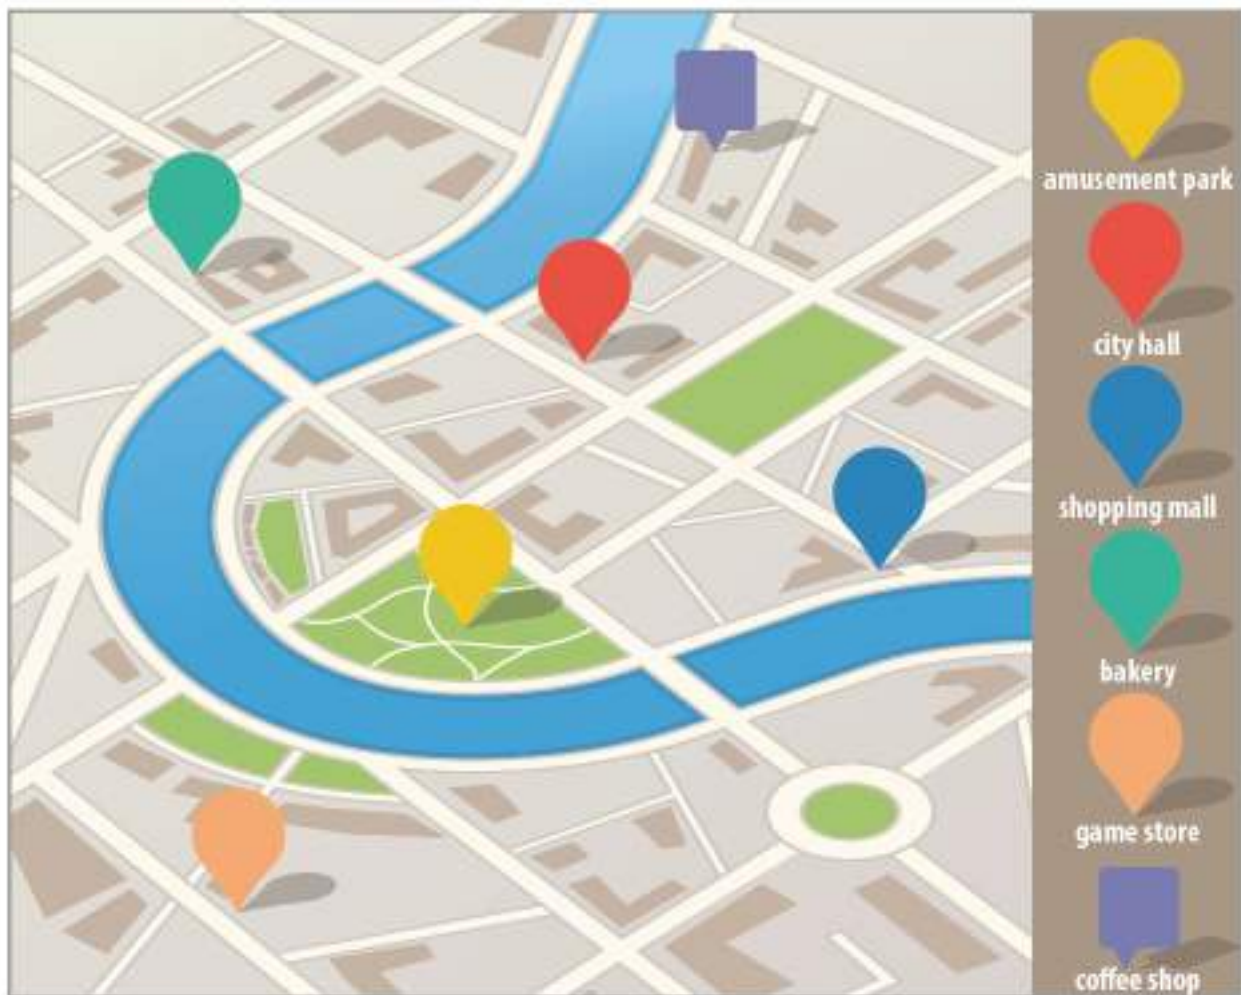 amusement park
city hall
shopping mall
bakery
game store
coffee shop